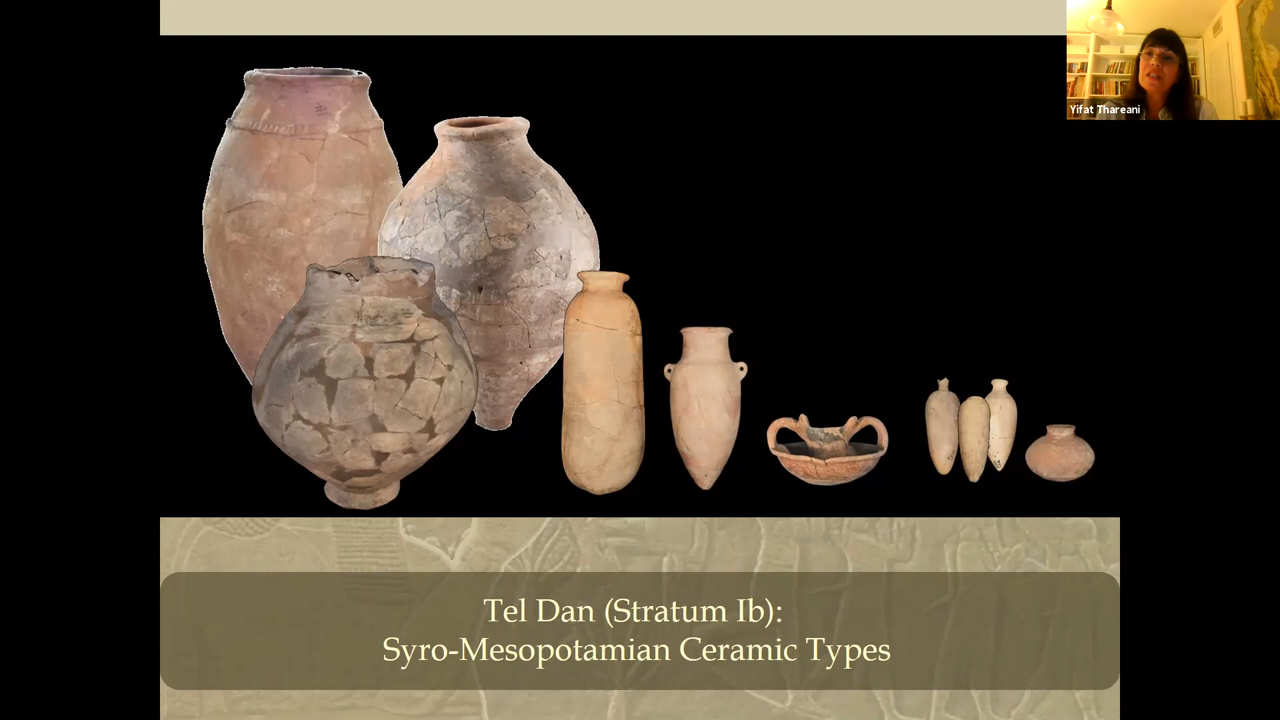 Yifat Thareani
Tel Dan (Stratum Ib):
Syro-Mesopotamian Ceramic Types